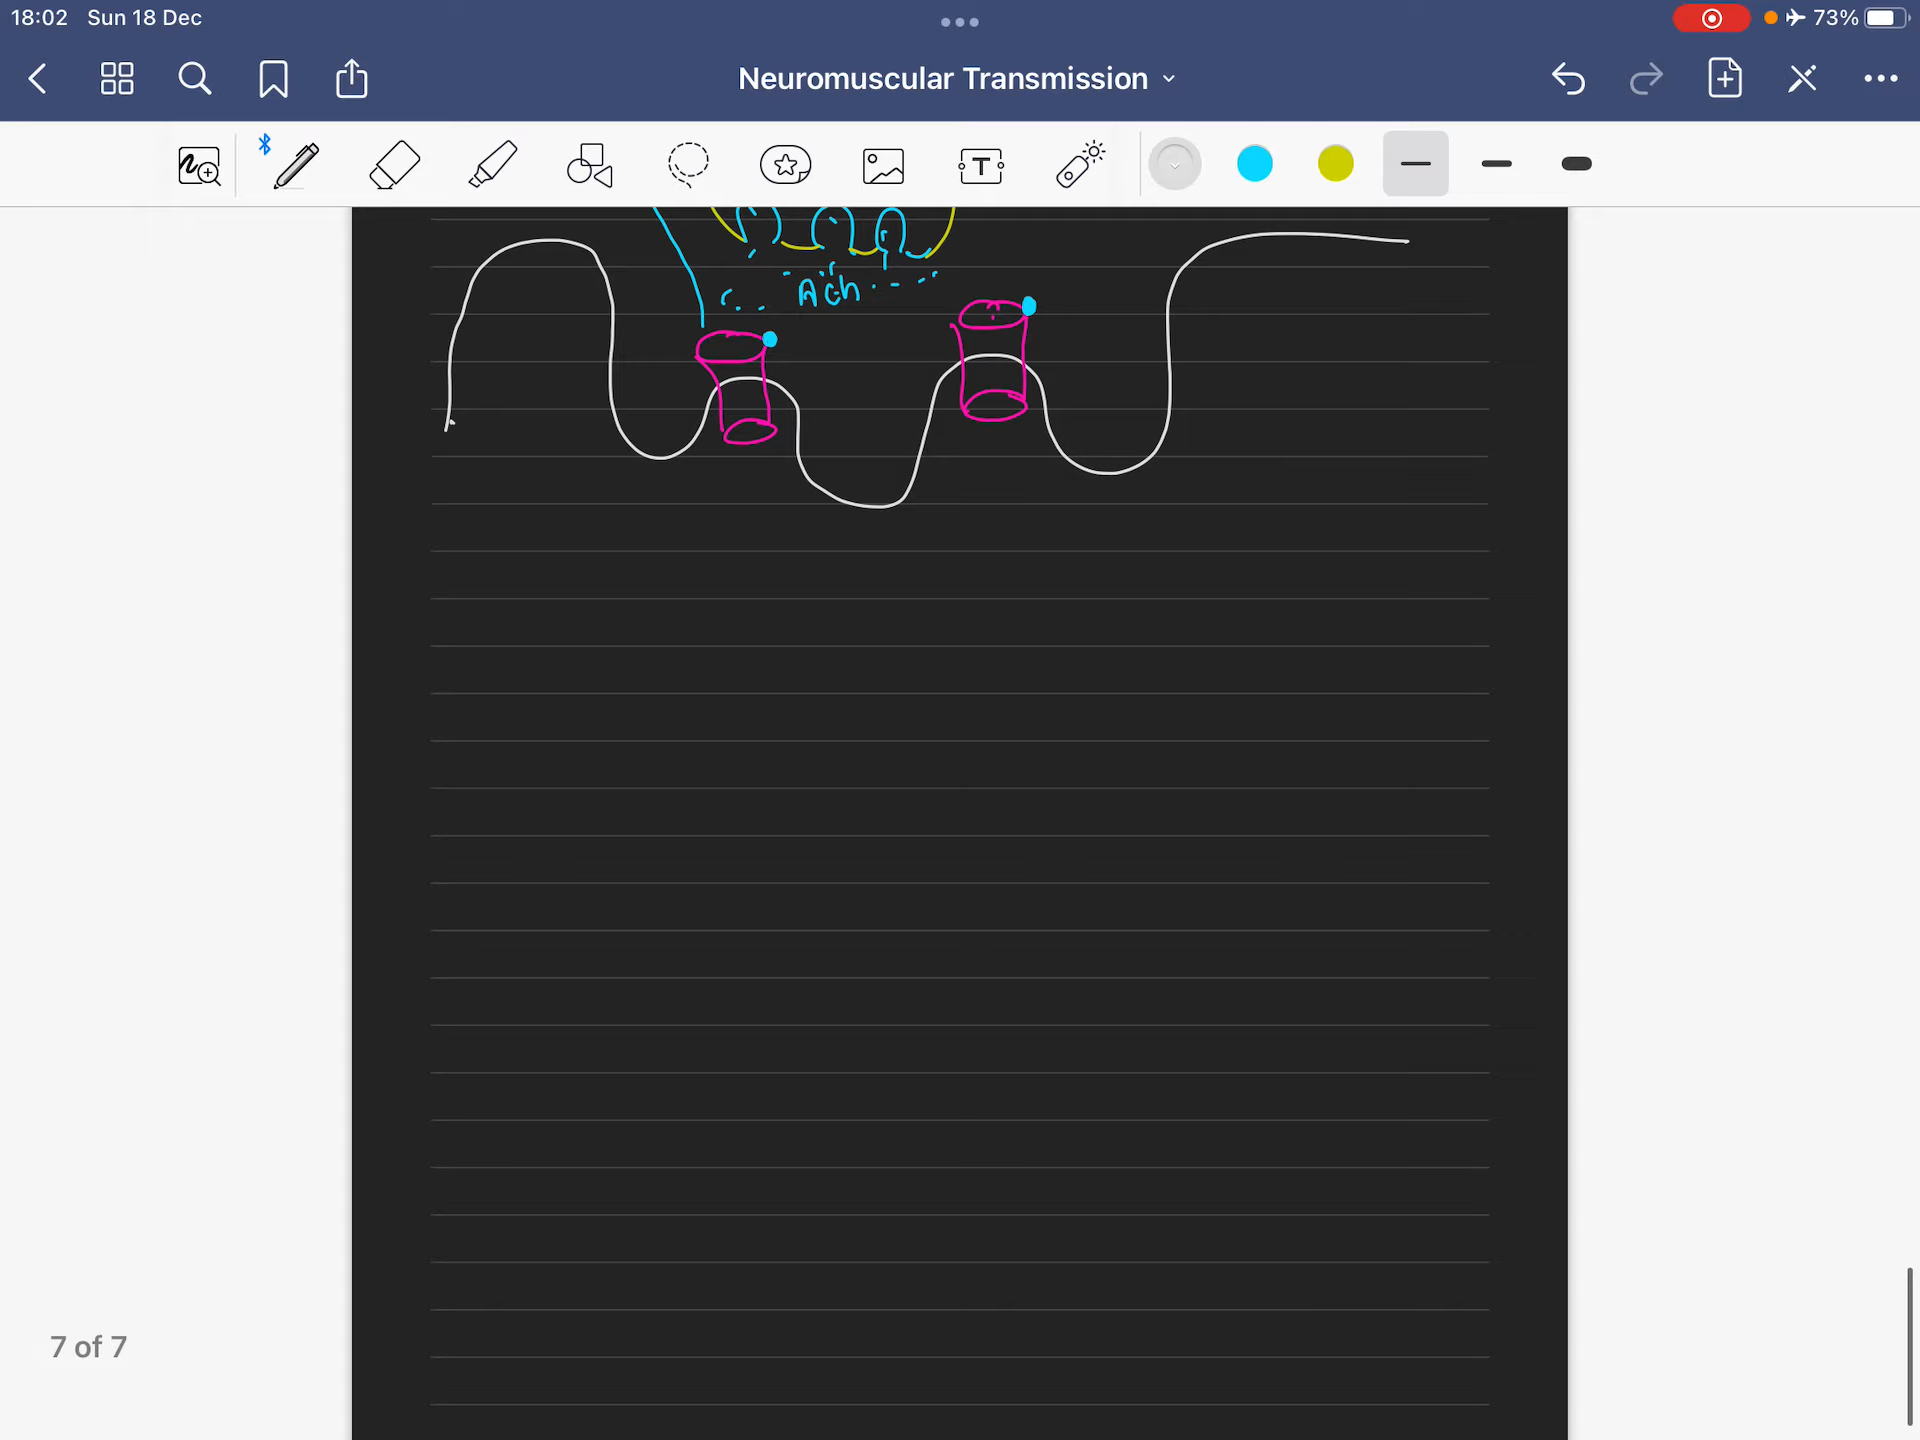 18:02 Sun 18 Dec
73%
Neuromuscular Transmission
T
Ach
7 of 7